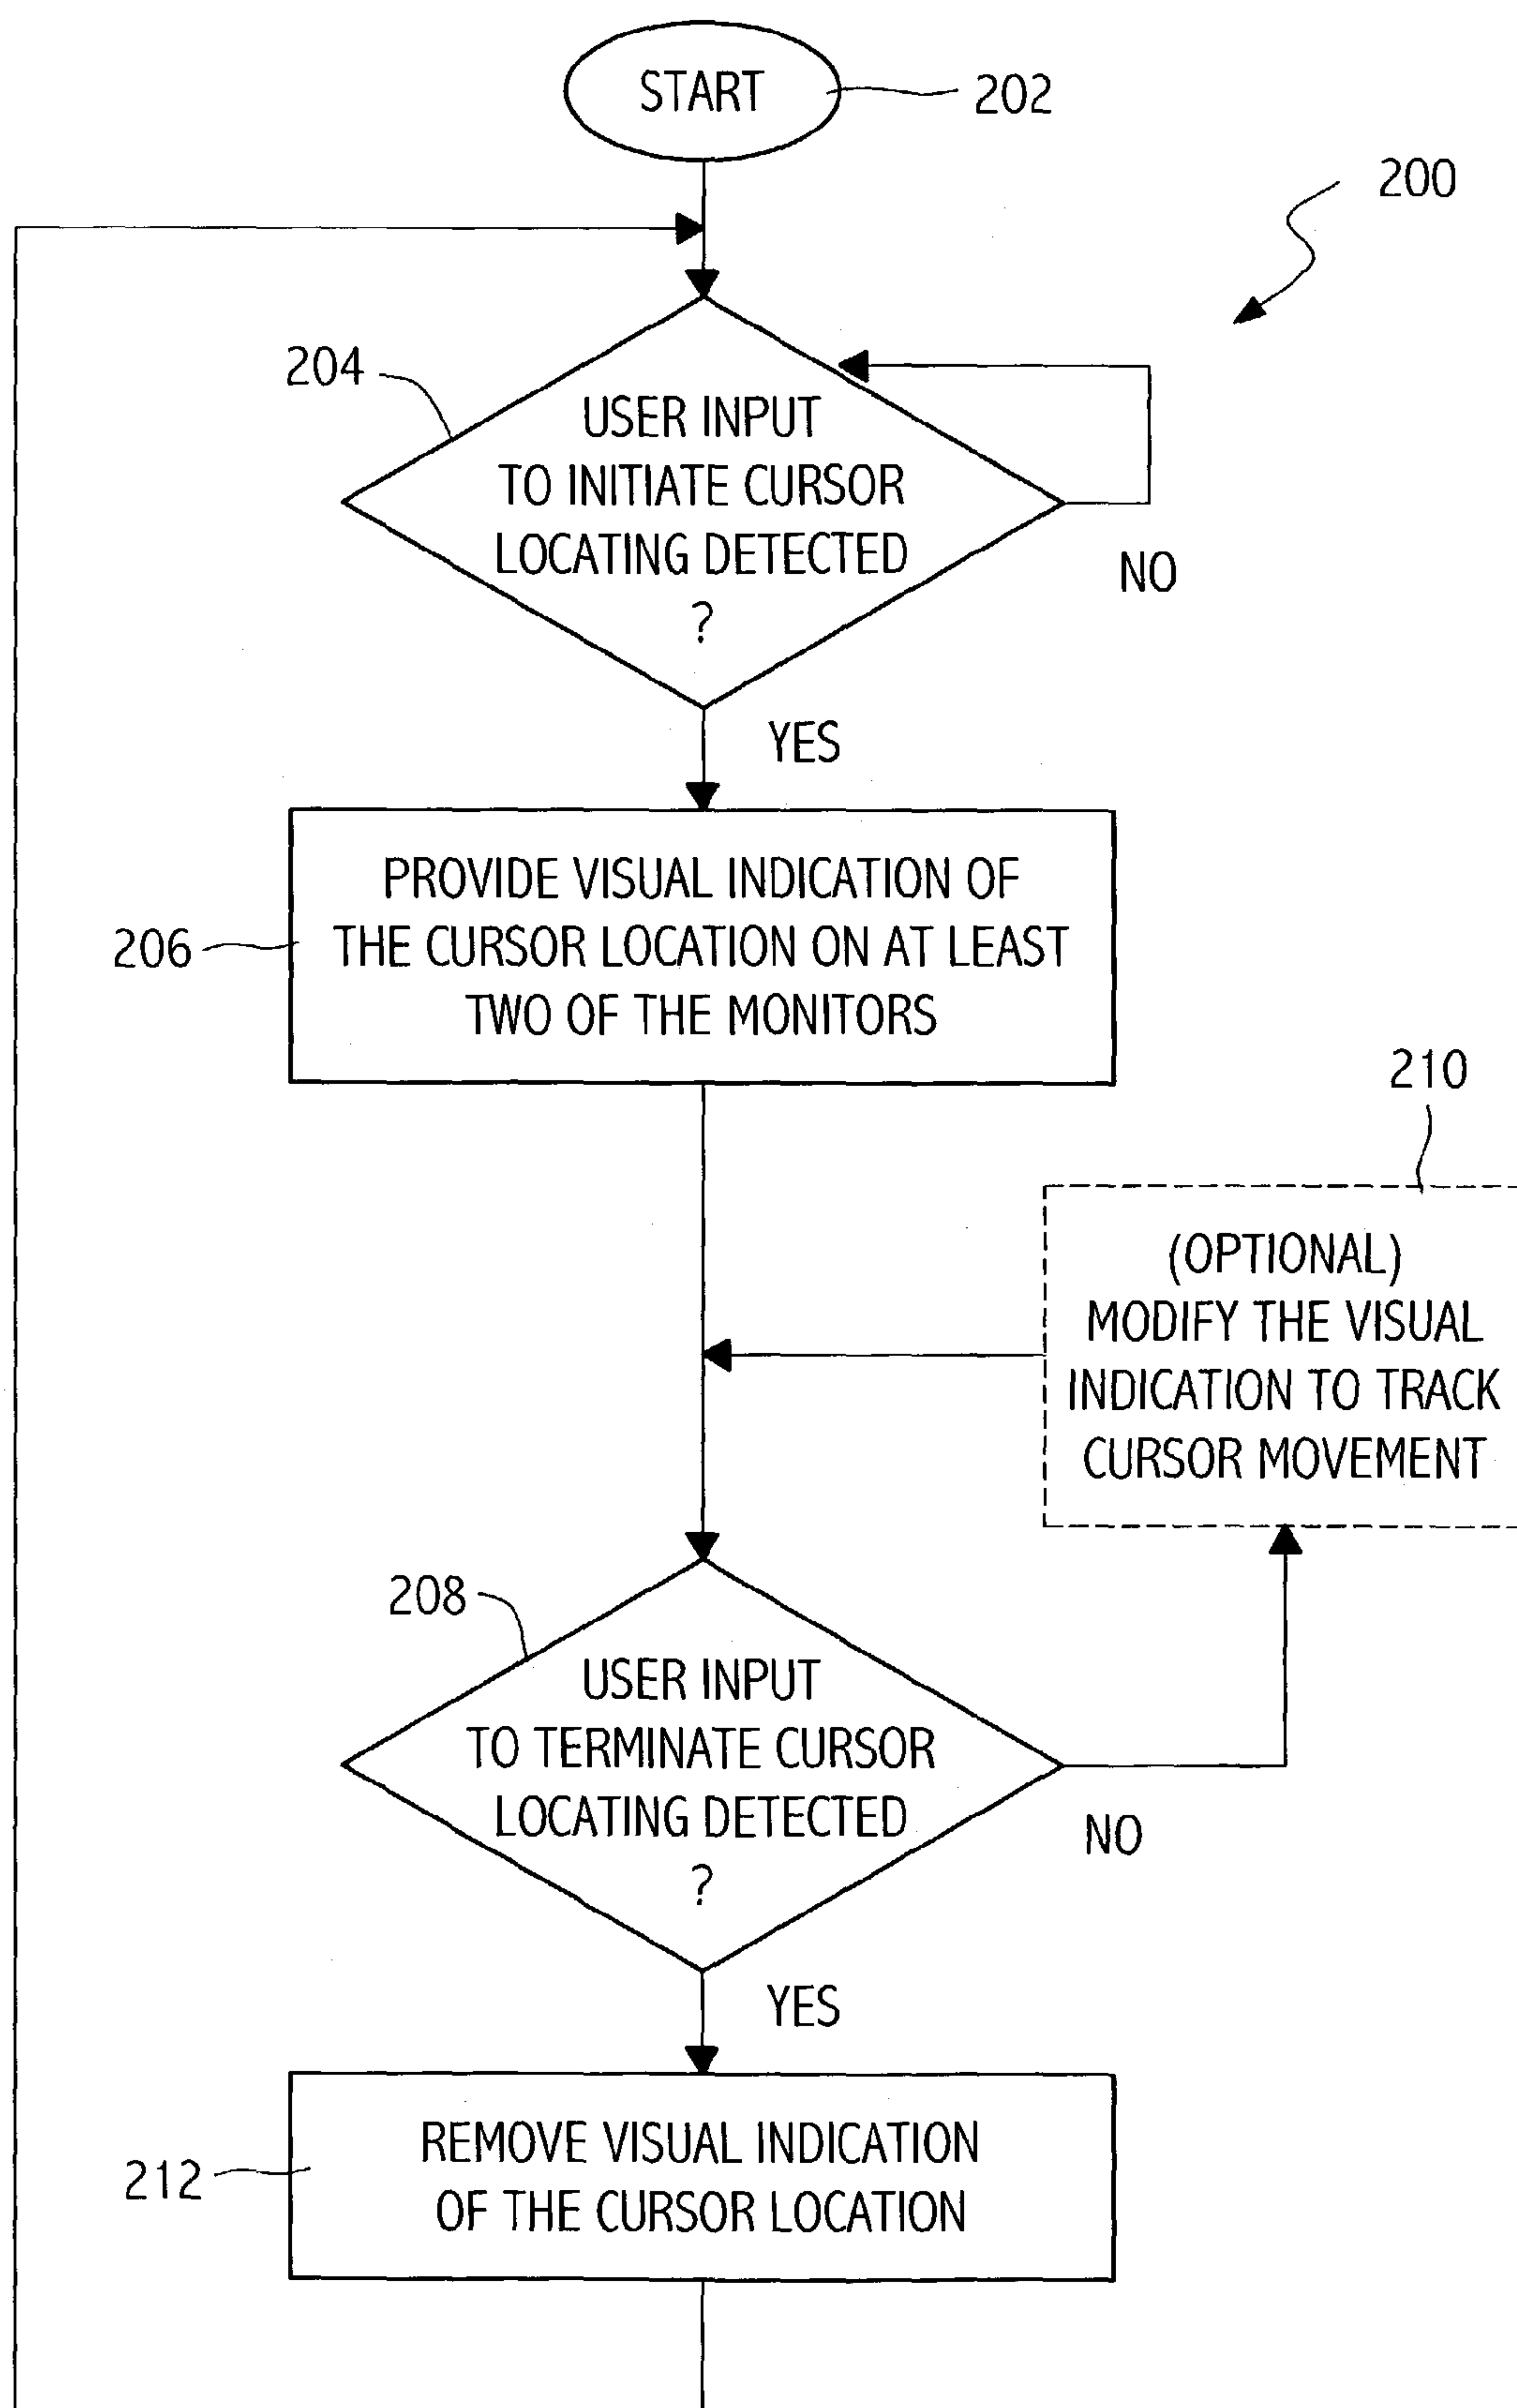 START
202
200
204
USER INPUT
TO INITIATE CURSOR
LOCATING DETECTED
?
NO
YES
206
PROVIDE VISUAL INDICATION OF
THE CURSOR LOCATION ON AT LEAST
TWO OF THE MONITORS
210
(OPTIONAL)
MODIFY THE VISUAL
INDICATION TO TRACK
CURSOR MOVEMENT
208
USER INPUT
TO TERMINATE CURSOR
LOCATING DETECTED
?
NO
YES
212
REMOVE VISUAL INDICATION
OF THE CURSOR LOCATION